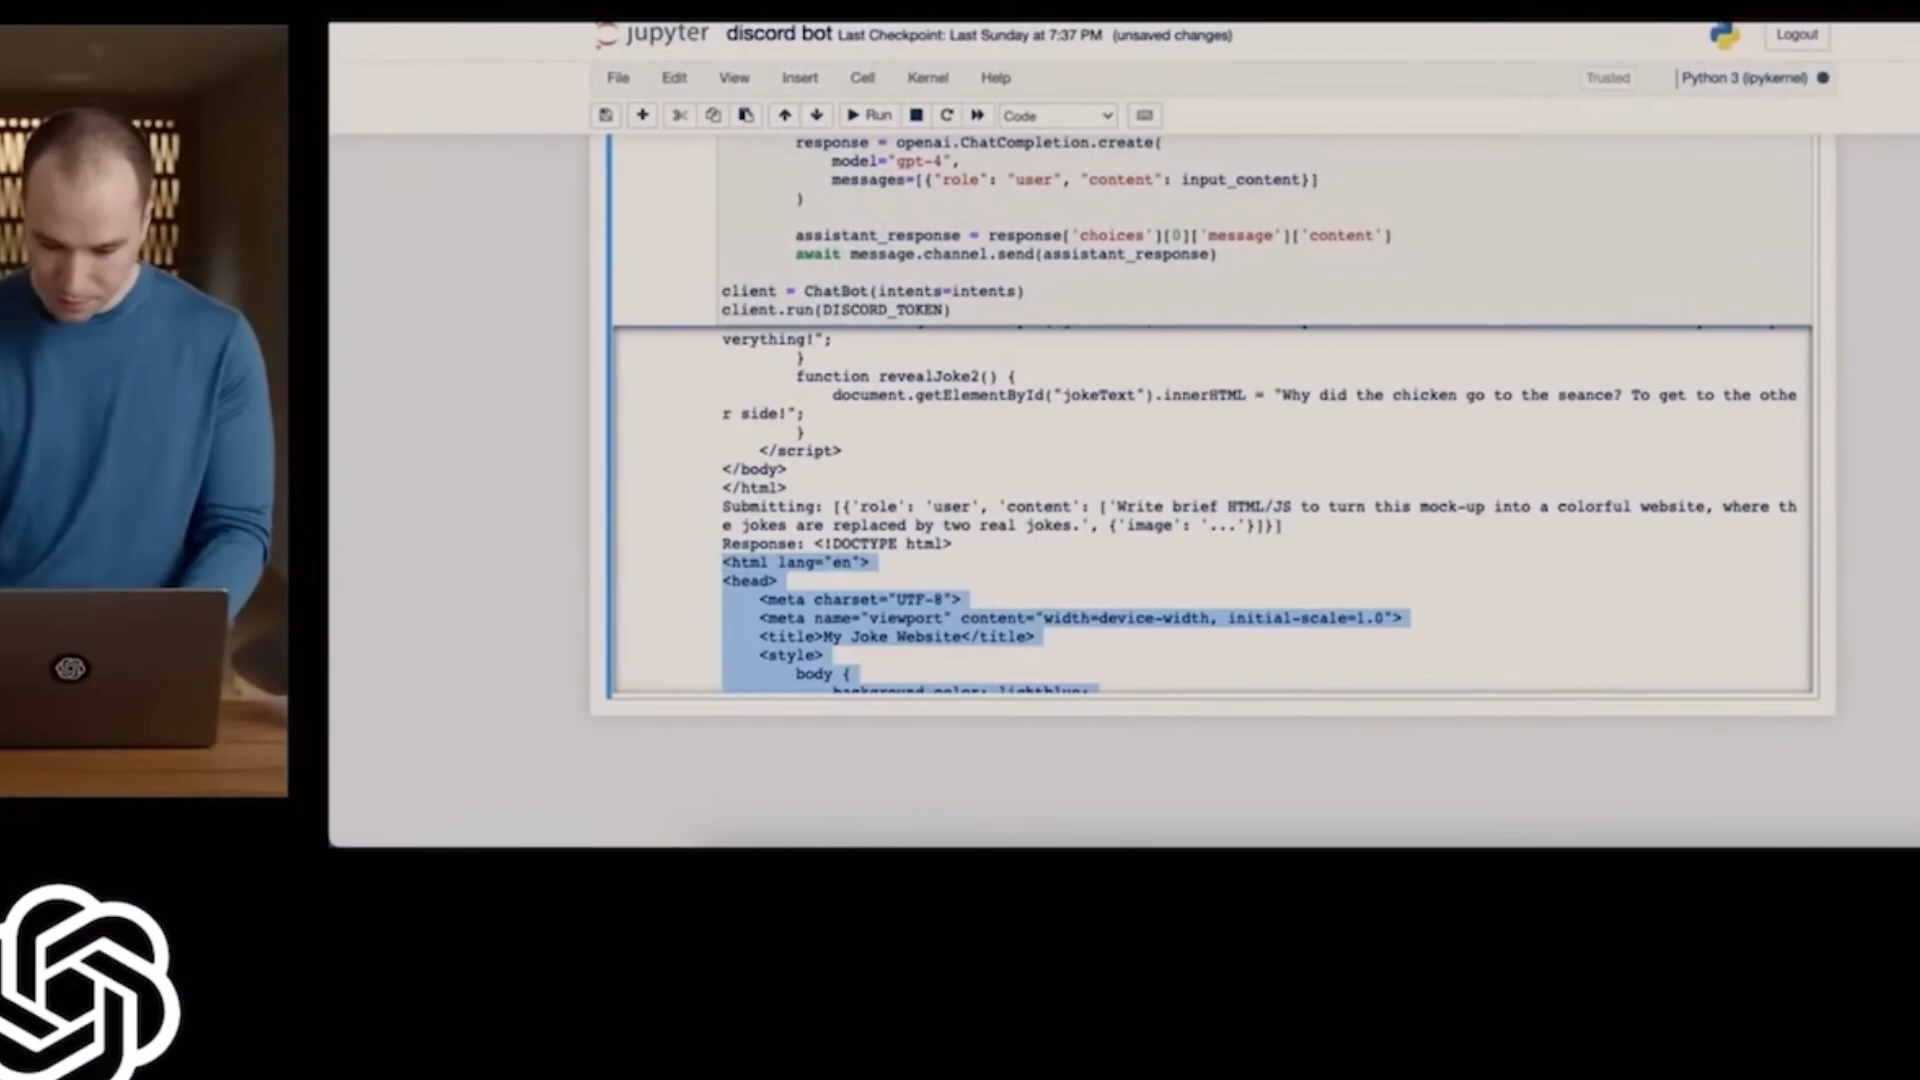 jupyter discord bot Last Checkpoint: Last Sunday at 7:37 PM (unsaved changes)
Logout
File Edit View Insert Cell Kernel Help
Trusted
Python 3 (ipykernel)
Run
Code
response = openai.ChatCompletion.create(
model="gpt-4",
messages=[{"role": "user", "content": input_content}]
)
assistant_response = response['choices'][0]['message']['content']
await message.channel.send(assistant_response)
client = ChatBot(intents=intents)
client.run(DISCORD_TOKEN)
verything!";
}
function revealJoke2() {
document.getElementById("jokeText").innerHTML = "Why did the chicken go to the seance? To get to the othe
r side!";
}
</script>
</body>
</html>
Submitting: [{'role': 'user', 'content': ['Write brief HTML/JS to turn this mock-up into a colorful website, where th
e jokes are replaced by two real jokes.', {'image': '...'}]}]
Response: <!DOCTYPE html>
<html lang="en">
<head>
<meta charset="UTF-8">
<meta name="viewport" content="width=device-width, initial-scale=1.0">
<title>My Joke Website</title>
<style>
body {
background-color: lightblue;